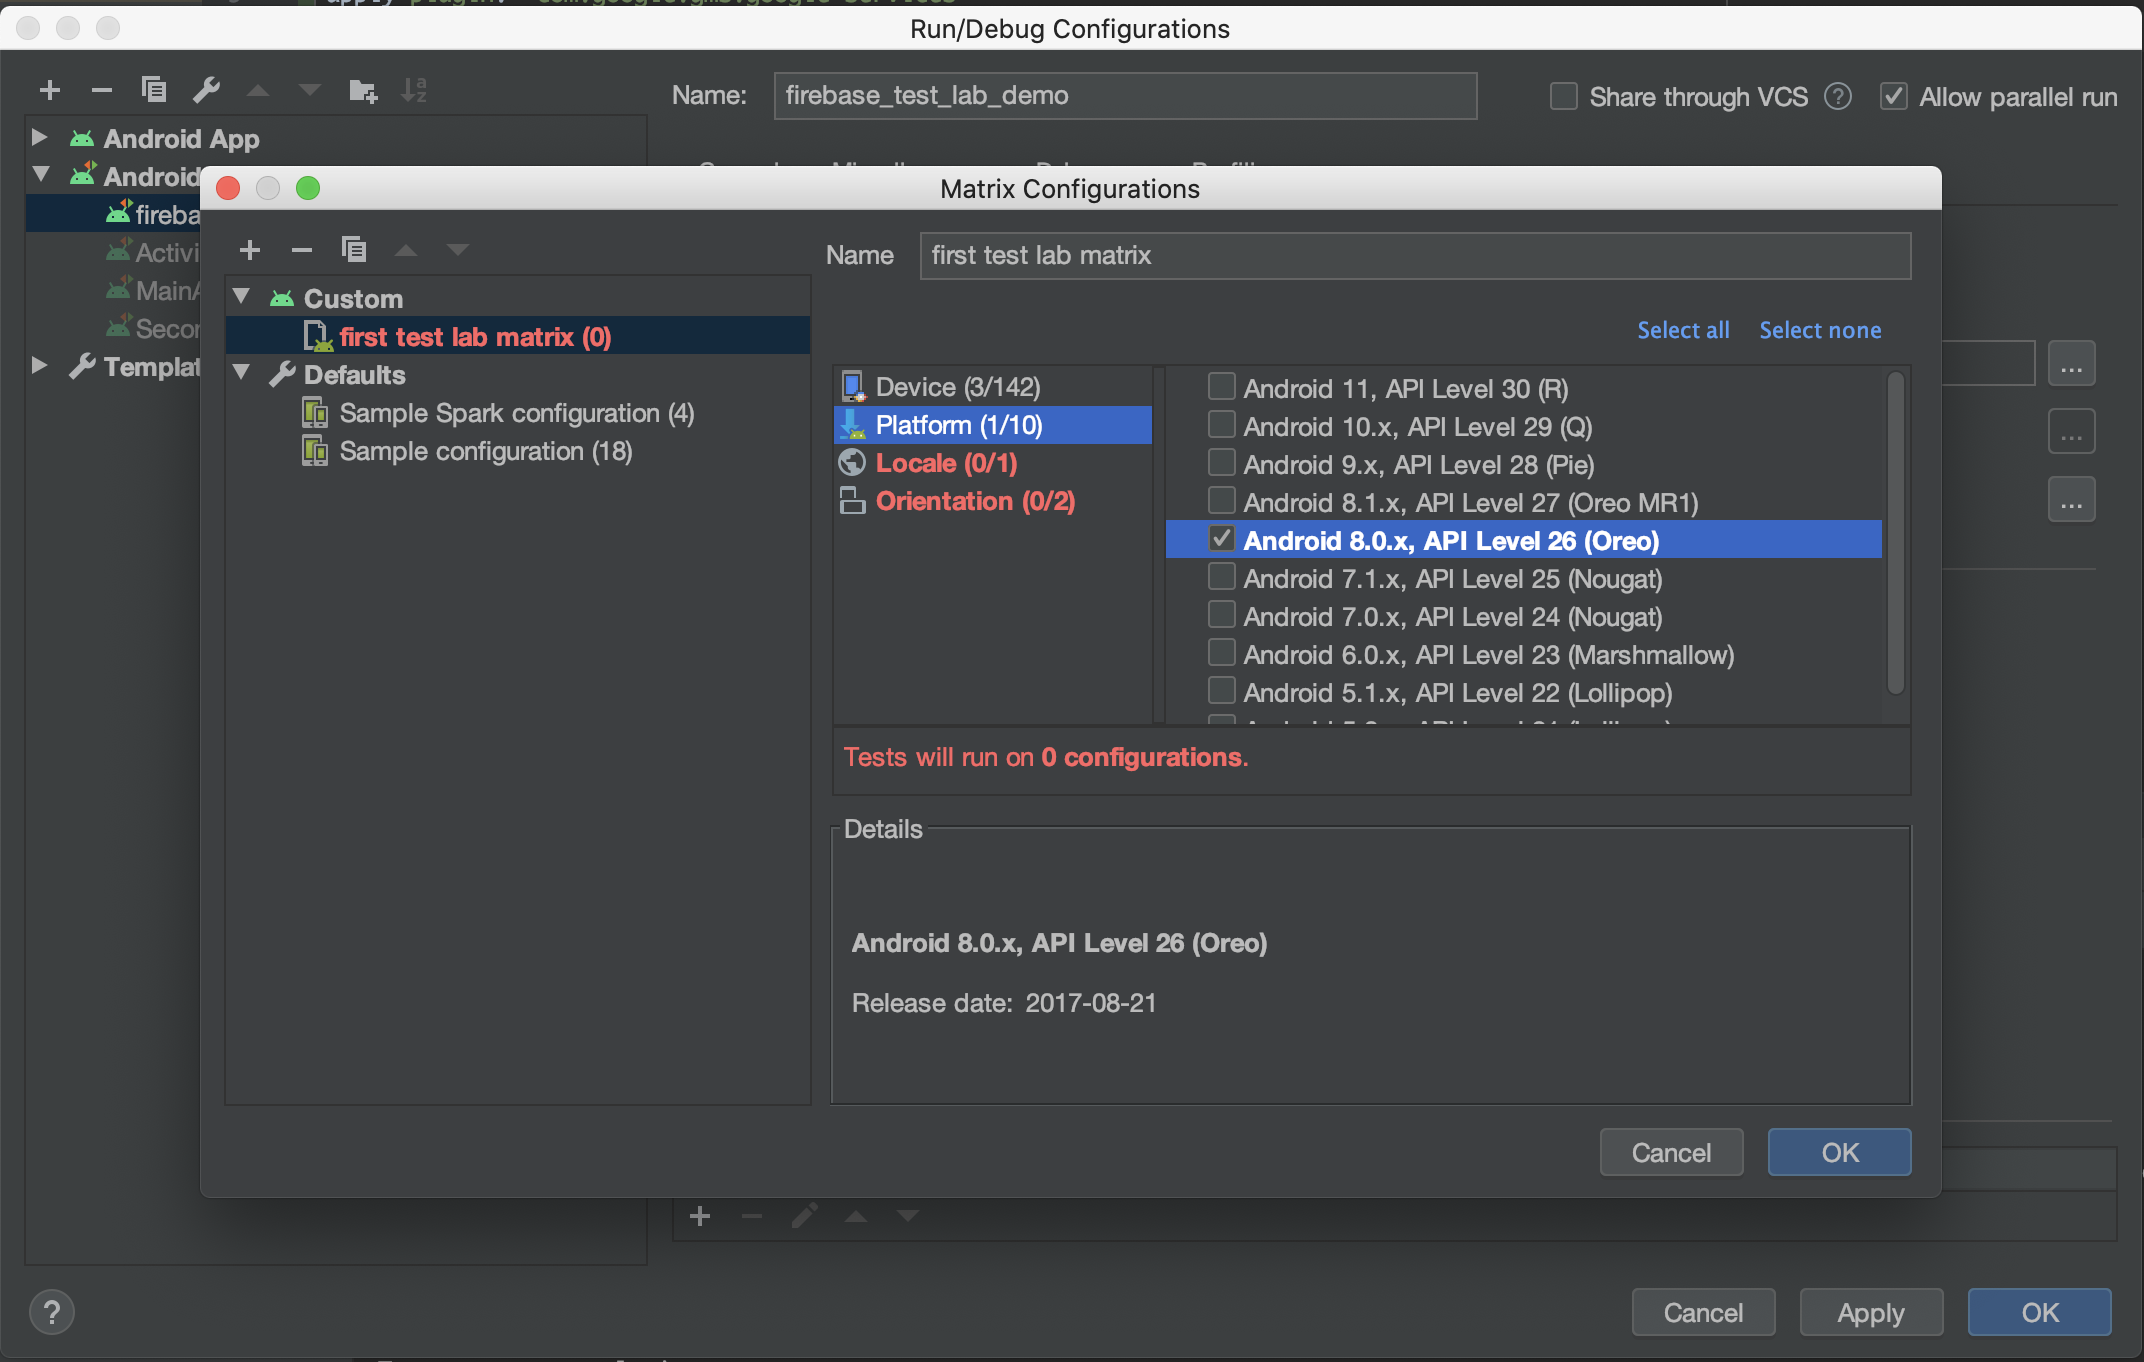 Run/Debug Configurations
Name:
firebase_test_lab_demo
Share through VCS
?
Allow parallel run
Android App
Android
fireba
Activi
MainA
Secor
Templat
Matrix Configurations
Name
first test lab matrix
Custom
first test lab matrix (0)
Defaults
Sample Spark configuration (4)
Sample configuration (18)
Select all
Select none
Device (3/142)
Platform (1/10)
Locale (0/1)
Orientation (0/2)
Android 11, API Level 30 (R)
Android 10.x, API Level 29 (Q)
Android 9.x, API Level 28 (Pie)
Android 8.1.x, API Level 27 (Oreo MR1)
Android 8.0.x, API Level 26 (Oreo)
Android 7.1.x, API Level 25 (Nougat)
Android 7.0.x, API Level 24 (Nougat)
Android 6.0.x, API Level 23 (Marshmallow)
Android 5.1.x, API Level 22 (Lollipop)
Tests will run on 0 configurations.
Details
Android 8.0.x, API Level 26 (Oreo)
Release date: 2017-08-21
Cancel
OK
...
...
...
?
Cancel
Apply
OK